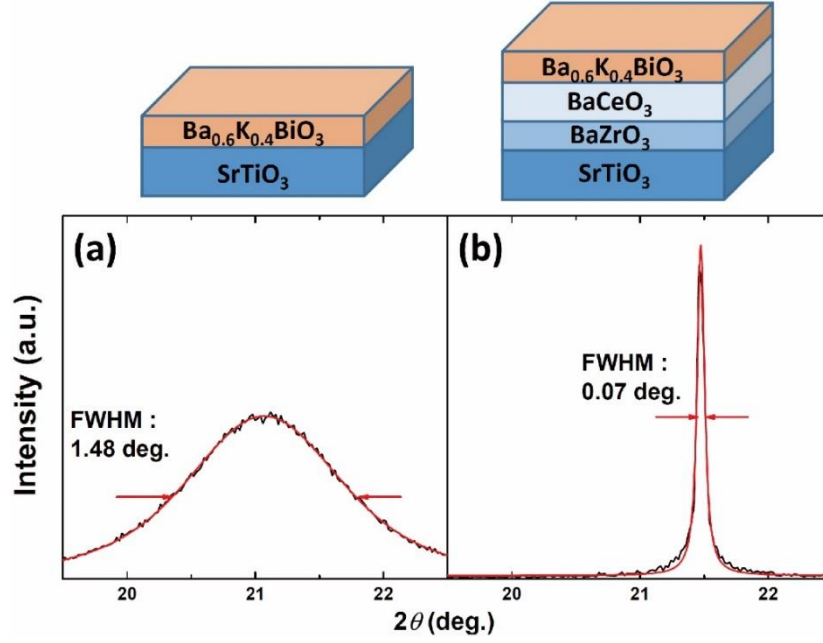 Ba0.6K0.4BiO3
SrTiO3
Ba0.6K0.4BiO3
BaCeO3
BaZrO3
SrTiO3
(a)
FWHM :
1.48 deg.
(b)
FWHM :
0.07 deg.
Intensity (a.u.)
20 21 22
20 21 22
2θ (deg.)